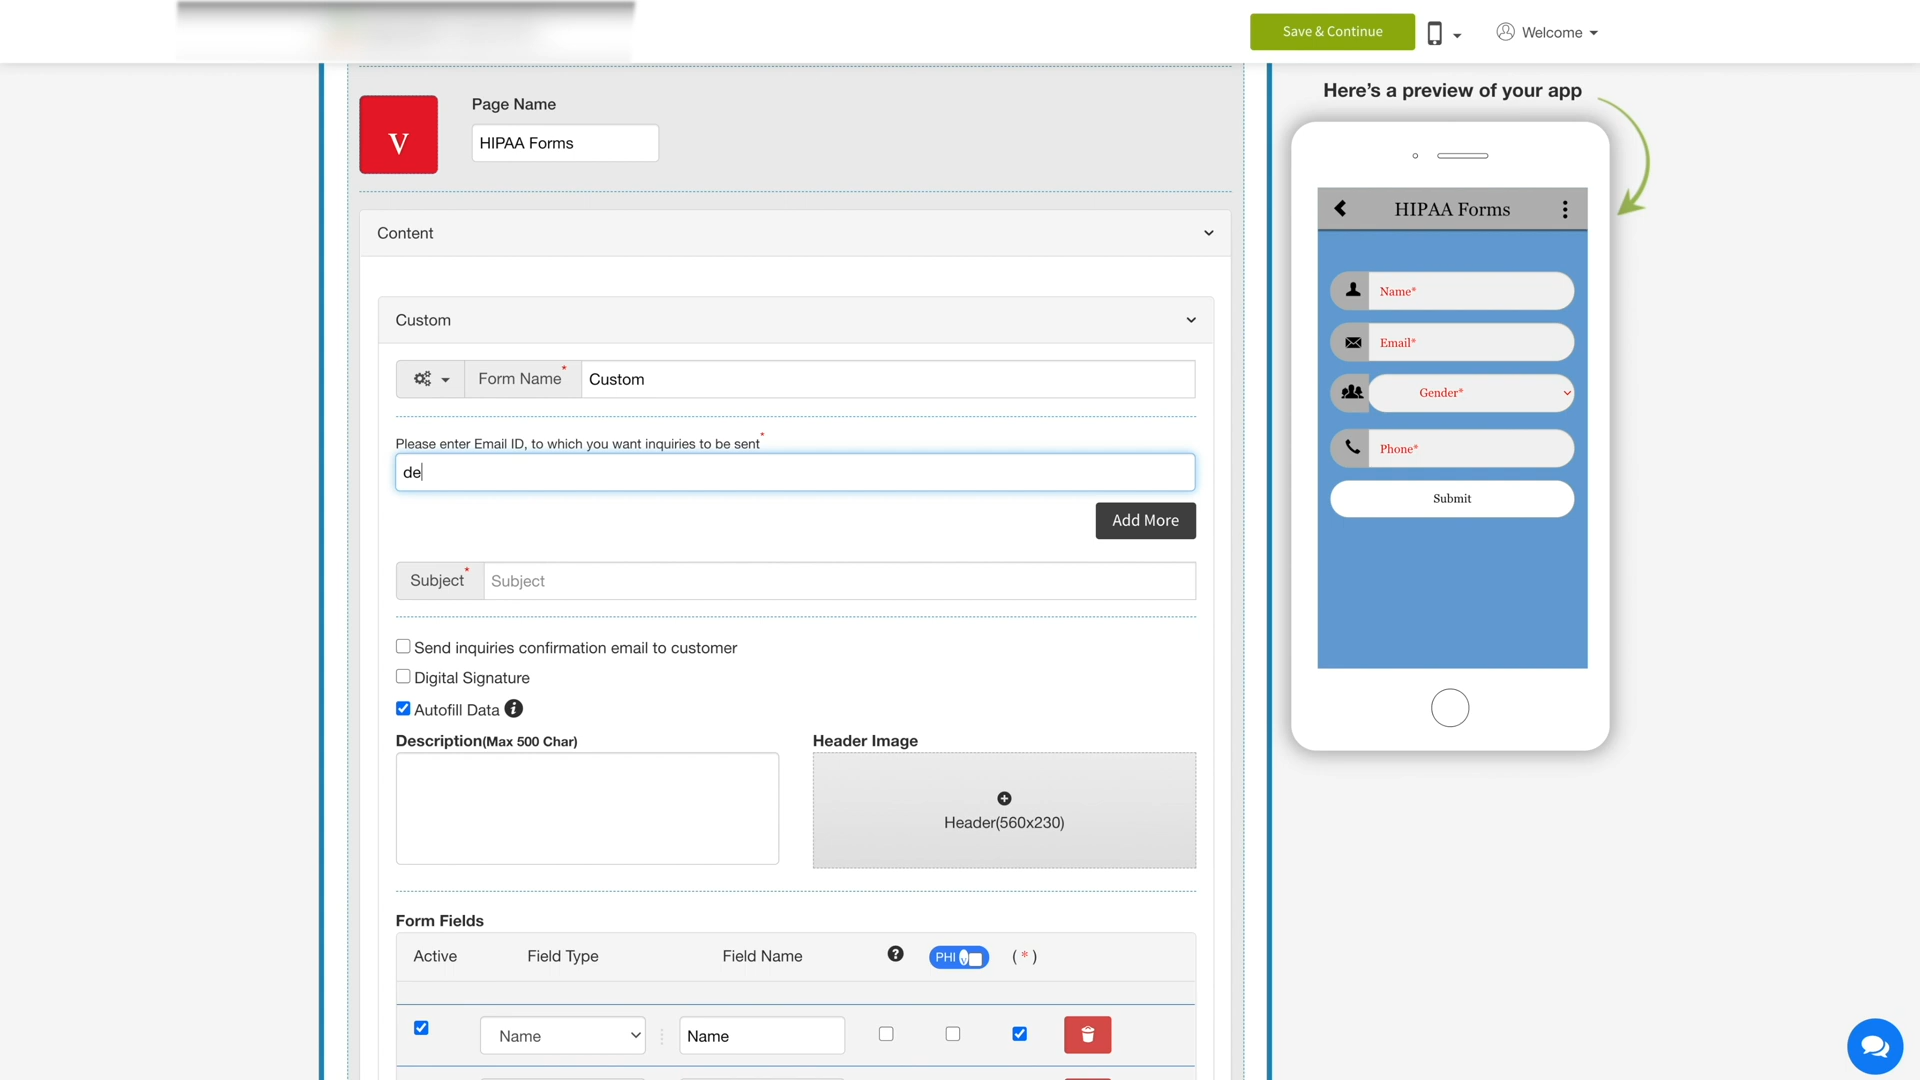 Save & Continue
Welcome
Here's a preview of your app
V
Page Name
HIPAA Forms
Content
Custom
Form Name*
Custom
Please enter Email ID, to which you want inquiries to be sent*
de
Add More
Subject*
Subject
Send inquiries confirmation email to customer
Digital Signature
Autofill Data
Description(Max 500 Char)
Header Image
Header(560x230)
Form Fields
Active Field Type Field Name ? PHI (*)
Name Name
HIPAA Forms
Name*
Email*
Gender*
Phone*
Submit